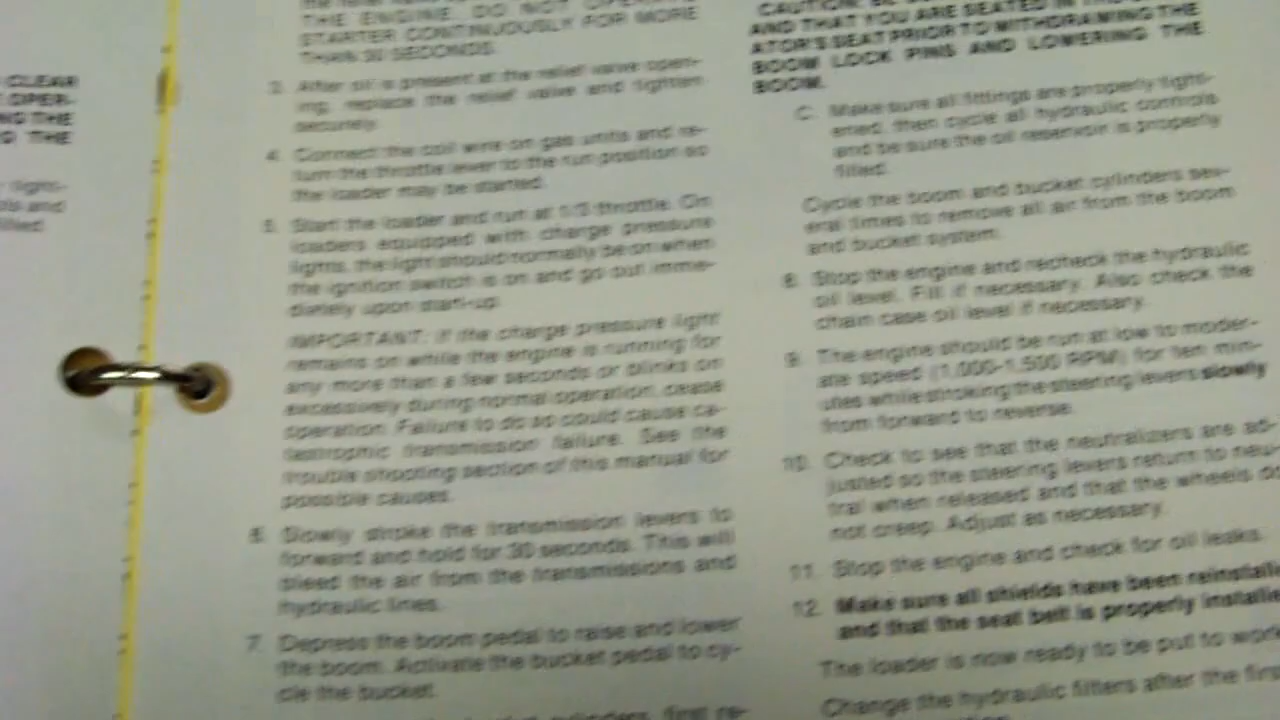 CLEAR
OPER-
THE
THE
tight-
and
filled.
THE ENGINE. DO NOT OPERATE
STARTER CONTINUOUSLY FOR MORE
THAN 30 SECONDS.
3. After oil is present at the relief valve open-
ing, replace the relief valve and tighten
securely.
4. Connect the coil wire on gas units and re-
turn the throttle lever to the run position so
the loader may be started.
5. Start the loader and run at 1/3 throttle. On
loaders equipped with charge pressure
lights, the light should normally be on when
the ignition switch is on and go out imme-
diately upon start-up.
IMPORTANT: If the charge pressure light
remains on while the engine is running for
any more than a few seconds or blinks on
excessively during normal operation, cease
operation. Failure to do so could cause ca-
tastrophic transmission failure. See the
trouble shooting section of this manual for
possible causes.
6. Slowly stroke the transmission levers to
forward and hold for 30 seconds. This will
bleed the air from the transmissions and
hydraulic lines.
7. Depress the boom pedal to raise and lower
the boom. Activate the bucket pedal to cy-
cle the bucket.
cylinders, first re-
CAUTION: BE
AND THAT YOU ARE SEATED IN
ATOR'S SEAT PRIOR TO WITHDRAWING THE
BOOM LOCK PINS AND LOWERING THE
BOOM.
C. Make sure all fittings are properly tight-
ened, then cycle all hydraulic controls
and be sure the oil reservoir is properly
filled.
Cycle the boom and bucket cylinders sev-
eral times to remove all air from the boom
and bucket system.
8. Stop the engine and recheck the hydraulic
oil level. Fill if necessary. Also check the
chain case oil level if necessary.
9. The engine should be run at low to moder-
ate speed (1,000-1,500 RPM) for ten min-
utes while stroking the steering levers slowly
from forward to reverse.
10. Check to see that the neutralizers are ad-
justed so the steering levers return to neu-
tral when released and that the wheels do
not creep. Adjust as necessary.
11. Stop the engine and check for oil leaks.
12. Make sure all shields have been reinstalle
and that the seat belt is properly installe
The loader is now ready to be put to work
Change the hydraulic filters after the first